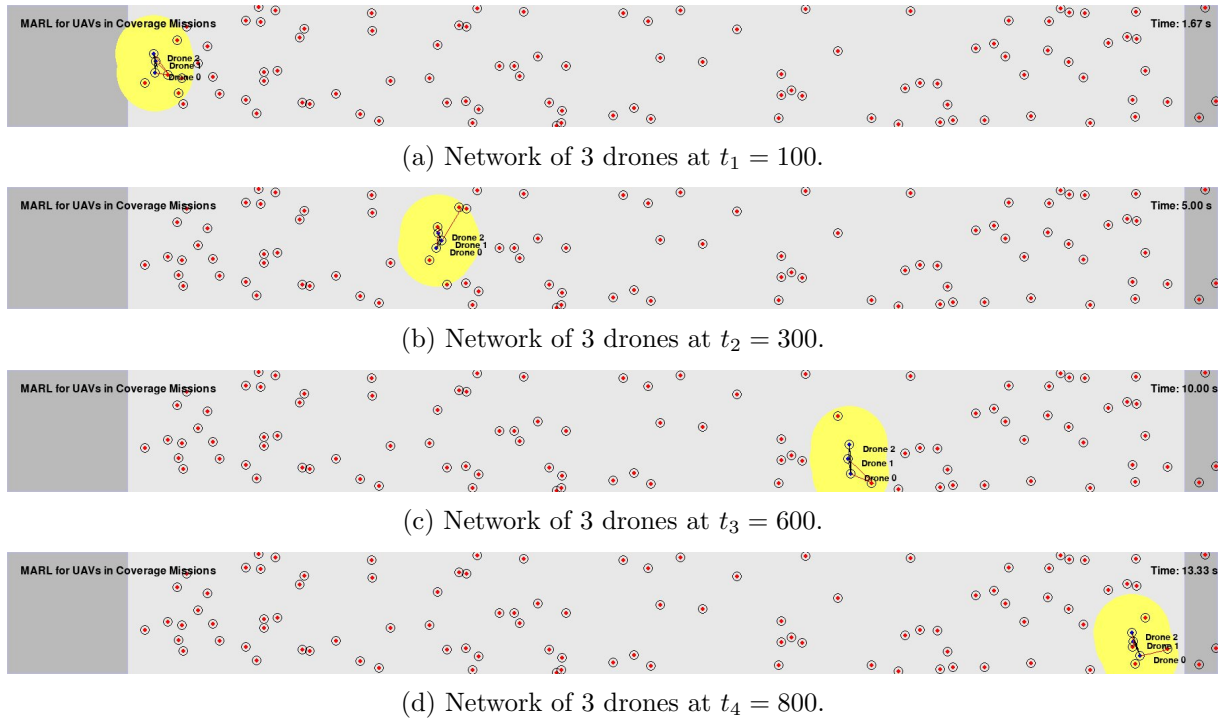 MARL for UAVs in Coverage Missions
Time: 1.67 s
Drone 2
Drone 1
Drone 0
(a) Network of 3 drones at t₁ = 100.
MARL for UAVs in Coverage Missions
Time: 5.00 s
Drone 2
Drone 1
Drone 0
(b) Network of 3 drones at t₂ = 300.
MARL for UAVs in Coverage Missions
Time: 10.00 s
Drone 2
Drone 1
Drone 0
(c) Network of 3 drones at t₃ = 600.
MARL for UAVs in Coverage Missions
Time: 13.33 s
Drone 2
Drone 1
Drone 0
(d) Network of 3 drones at t₄ = 800.